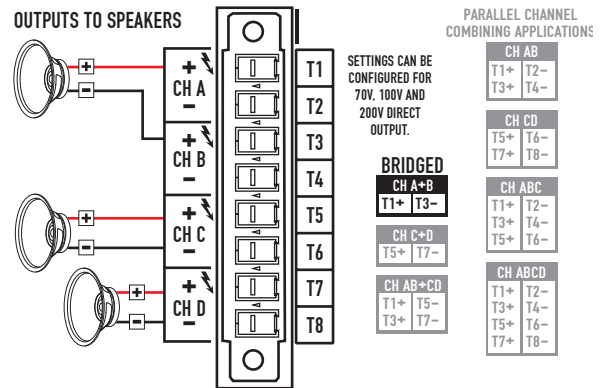 OUTPUTS TO SPEAKERS
+
−
+
CH A
−
+
CH B
−
+
−
+
CH C
−
+
−
+
CH D
−
T1
T2
T3
T4
T5
T6
T7
T8
SETTINGS CAN BE
CONFIGURED FOR
70V, 100V AND
200V DIRECT
OUTPUT.
BRIDGED
CH A+B
T1+ T3−
CH C+D
T5+ T7−
CH AB+CD
T1+ T5−
T3+ T7−
PARALLEL CHANNEL
COMBINING APPLICATIONS
CH AB
T1+ T2−
T3+ T4−
CH CD
T5+ T6−
T7+ T8−
CH ABC
T1+ T2−
T3+ T4−
T5+ T6−
CH ABCD
T1+ T2−
T3+ T4−
T5+ T6−
T7+ T8−